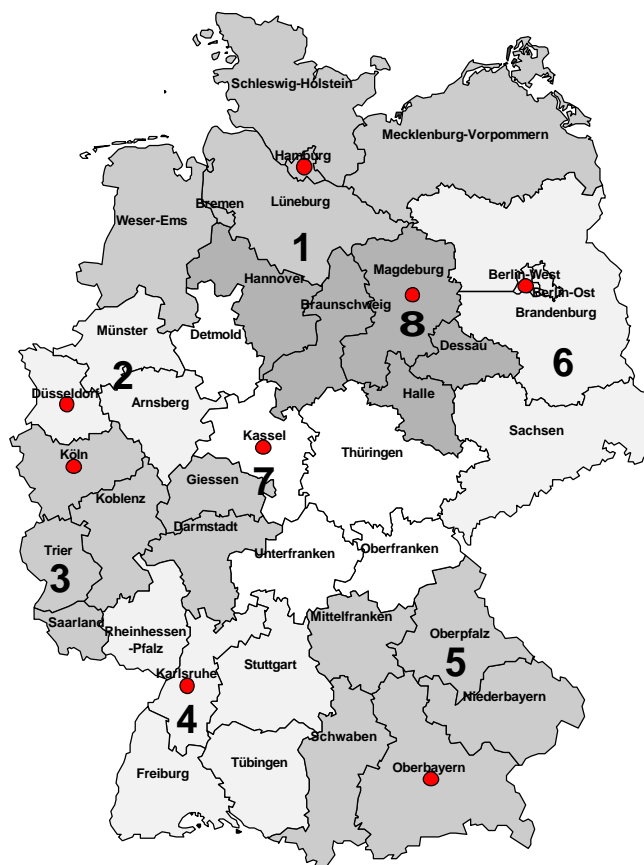 Schleswig-Holstein
Mecklenburg-Vorpommern
Hamburg
Bremen
Lüneburg
Weser-Ems
1
Hannover
Magdeburg
Berlin-West
Berlin-Ost
Braunschweig
Brandenburg
8
Münster
Detmold
Dessau
2
6
Düsseldorf
Arnsberg
Halle
Sachsen
Kassel
Thüringen
Köln
Giessen
7
Koblenz
Darmstadt
Trier
Unterfranken
Oberfranken
3
Saarland
Rheinhessen
-Pfalz
Mittelfranken
Oberpfalz
5
Stuttgart
Karlsruhe
Niederbayern
4
Schwaben
Freiburg
Tübingen
Oberbayern